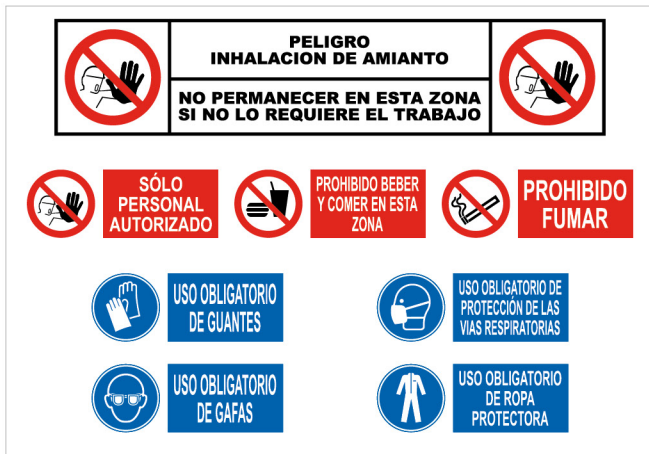 PELIGRO
INHALACION DE AMIANTO
NO PERMANECER EN ESTA ZONA
SI NO LO REQUIERE EL TRABAJO
SÓLO
PERSONAL
AUTORIZADO
PROHIBIDO BEBER
Y COMER EN ESTA
ZONA
PROHIBIDO
FUMAR
USO OBLIGATORIO
DE GUANTES
USO OBLIGATORIO DE
PROTECCIÓN DE LAS
VIAS RESPIRATORIAS
USO OBLIGATORIO
DE GAFAS
USO OBLIGATORIO
DE ROPA
PROTECTORA